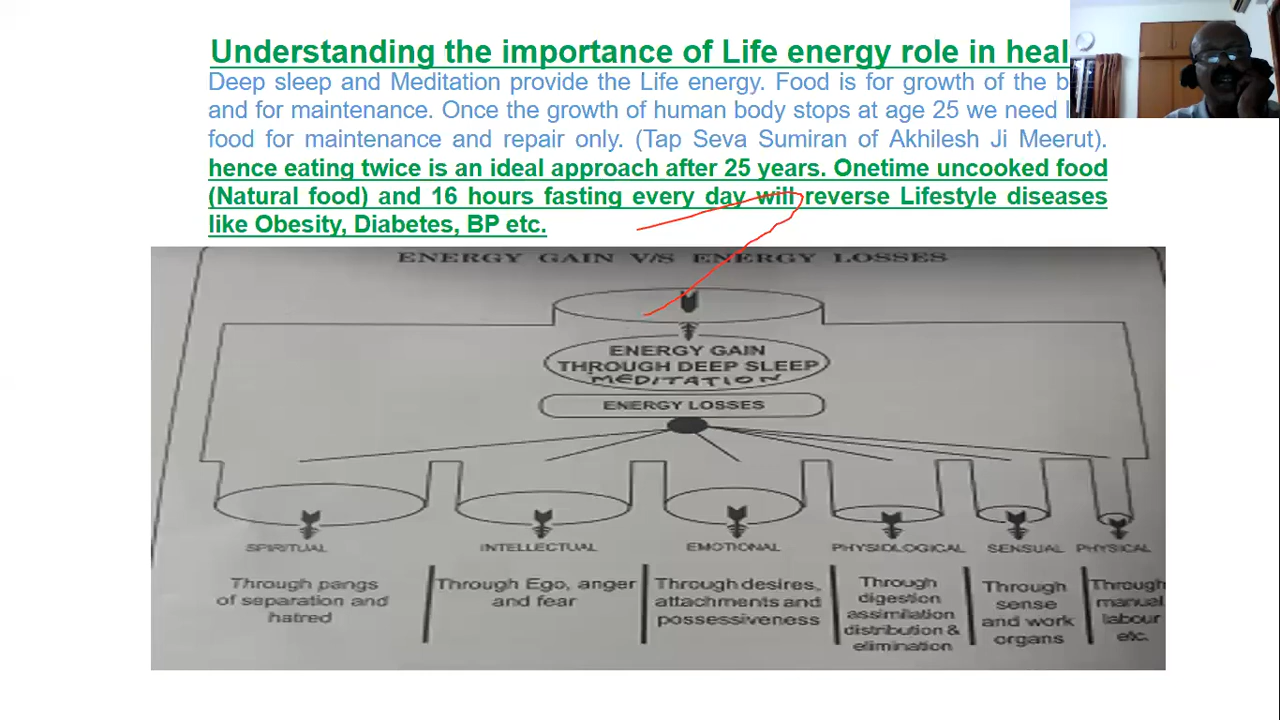 Understanding the importance of Life energy role in heal
Deep sleep and Meditation provide the Life energy. Food is for growth of the b
and for maintenance. Once the growth of human body stops at age 25 we need
food for maintenance and repair only. (Tap Seva Sumiran of Akhilesh Ji Meerut).
hence eating twice is an ideal approach after 25 years. Onetime uncooked food
(Natural food) and 16 hours fasting every day will reverse Lifestyle diseases
like Obesity, Diabetes, BP etc.
ENERGY GAIN V/S ENERGY LOSSES
ENERGY GAIN
THROUGH DEEP SLEEP
MEDITATION
ENERGY LOSSES
SPIRITUAL
Through pangs
of separation and
hatred
INTELLECTUAL
Through Ego, anger
and fear
EMOTIONAL
Through desires,
attachments and
possessiveness
PHYSIOLOGICAL
Through
digestion
assimilation
distribution &
elimination
SENSUAL
Through
sense
and work
organs
PHYSICAL
Through
manual
labour
etc.